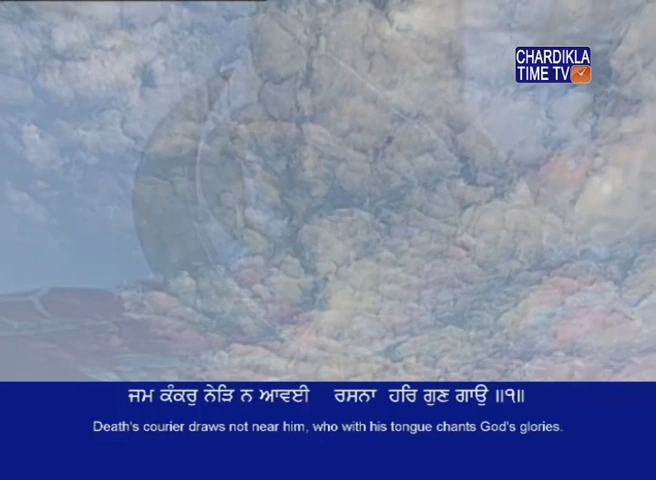 CHARDIKLA
TIME TV
ਜਮ ਕੰਕਰੁ ਨੇੜਿ ਨ ਆਵਈ ਰਸਨਾ ਹਰਿ ਗੁਣ ਗਾਉ ॥੧॥
Death's courier draws not near him, who with his tongue chants God's glories.